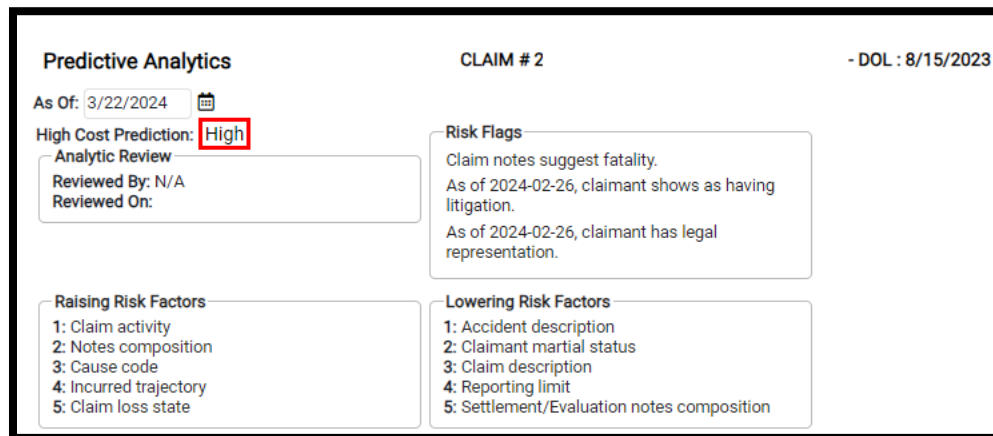 Predictive Analytics
CLAIM # 2
- DOL : 8/15/2023
As Of: 3/22/2024
High Cost Prediction: High
Analytic Review
Reviewed By: N/A
Reviewed On:
Risk Flags
Claim notes suggest fatality.
As of 2024-02-26, claimant shows as having
litigation.
As of 2024-02-26, claimant has legal
representation.
Raising Risk Factors
1: Claim activity
2: Notes composition
3: Cause code
4: Incurred trajectory
5: Claim loss state
Lowering Risk Factors
1: Accident description
2: Claimant martial status
3: Claim description
4: Reporting limit
5: Settlement/Evaluation notes composition